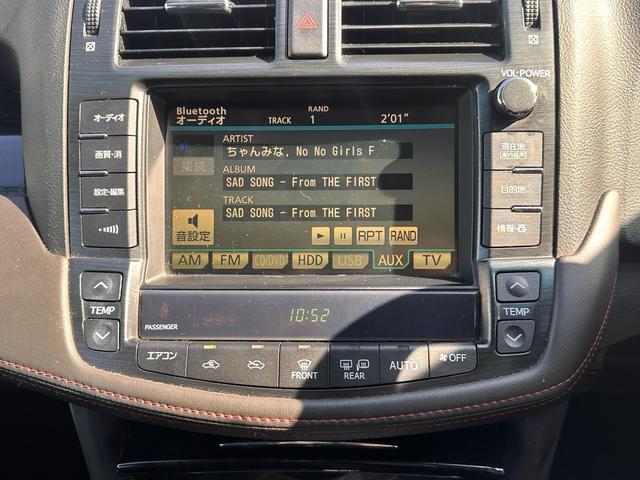 VOL·POWER
Bluetooth
オーディオ TRACK RAND 1 2'01"
ARTIST
ちゃんみな, No No Girls F
ALBUM
SAD SONG - From THE FIRST
TRACK
SAD SONG - From THE FIRST
音設定
RPT RAND
AM FM CD/DVD HDD USB AUX TV
オーディオ
画質・消
設定・編集
現在地
案内音声
目的地
情報・G
TEMP
TEMP
PASSENGER
10:52
エアコン FRONT REAR AUTO OFF